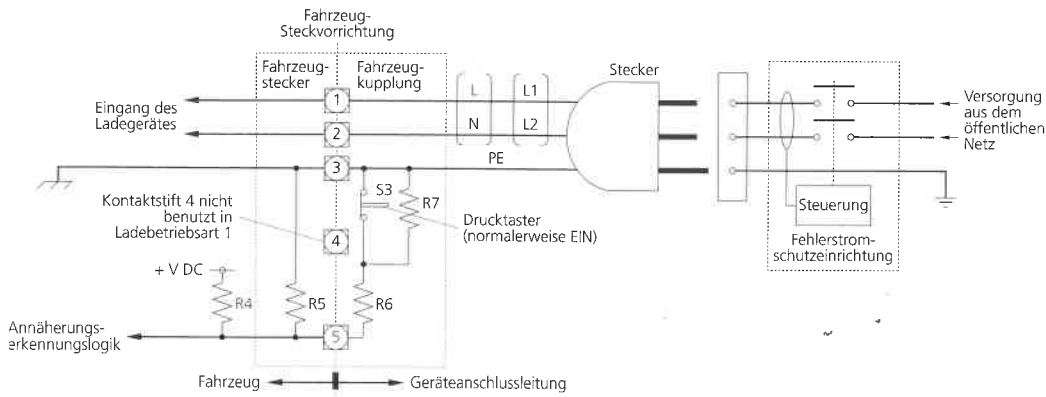 Fahrzeug-
Steckvorrichtung
Fahrzeug-
stecker
Fahrzeug-
kupplung
Stecker
1
L
L1
Eingang des
Ladegerätes
Versorgung
aus dem
öffentlichen
Netz
2
N
L2
3
PE
S3
R7
Kontaktstift 4 nicht
benutzt in
Ladebetriebsart 1
4
Drucktaster
(normalerweise EIN)
Steuerung
Fehlerstrom-
schutzeinrichtung
+ V DC
R4
R5
R6
Annäherungs-
erkennungslogik
5
Fahrzeug
Geräteanschlussleitung